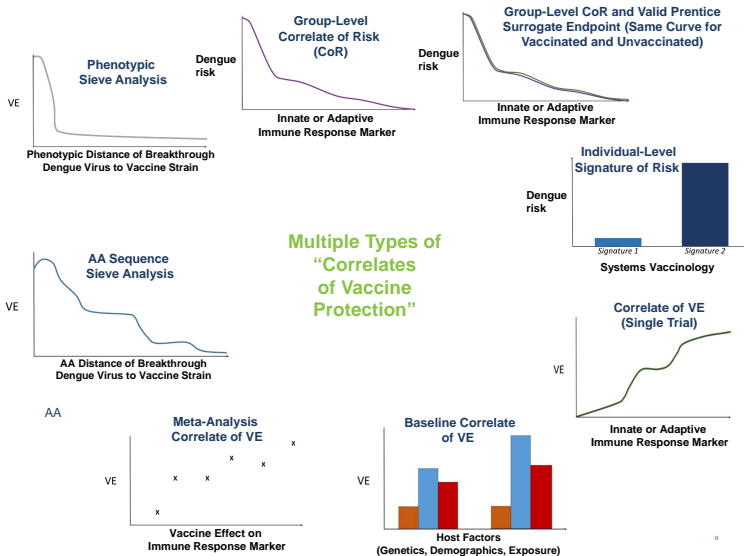 Group-Level
Correlate of Risk
(CoR)
Dengue
risk
Innate or Adaptive
Immune Response Marker
Group-Level CoR and Valid Prentice
Surrogate Endpoint (Same Curve for
Vaccinated and Unvaccinated)
Dengue
risk
Innate or Adaptive
Immune Response Marker
Phenotypic
Sieve Analysis
VE
Phenotypic Distance of Breakthrough
Dengue Virus to Vaccine Strain
Individual-Level
Signature of Risk
Dengue
risk
Signature 1
Signature 2
Systems Vaccinology
Multiple Types of
“Correlates
of Vaccine
Protection”
AA Sequence
Sieve Analysis
VE
AA Distance of Breakthrough
Dengue Virus to Vaccine Strain
Correlate of VE
(Single Trial)
VE
Innate or Adaptive
Immune Response Marker
AA
Meta-Analysis
Correlate of VE
VE
x x x x x x
Vaccine Effect on
Immune Response Marker
Baseline Correlate
of VE
VE
Host Factors
(Genetics, Demographics, Exposure)